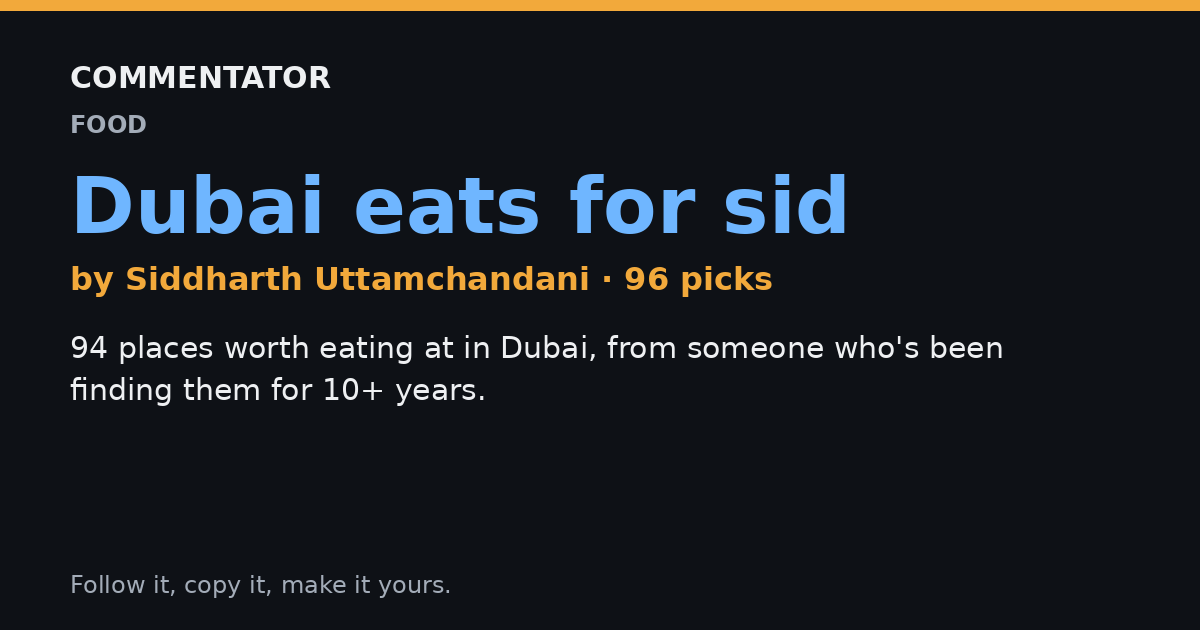 COMMENTATOR
FOOD
Dubai eats for sid
by Siddharth Uttamchandani · 96 picks
94 places worth eating at in Dubai, from someone who's been
finding them for 10+ years.
Follow it, copy it, make it yours.